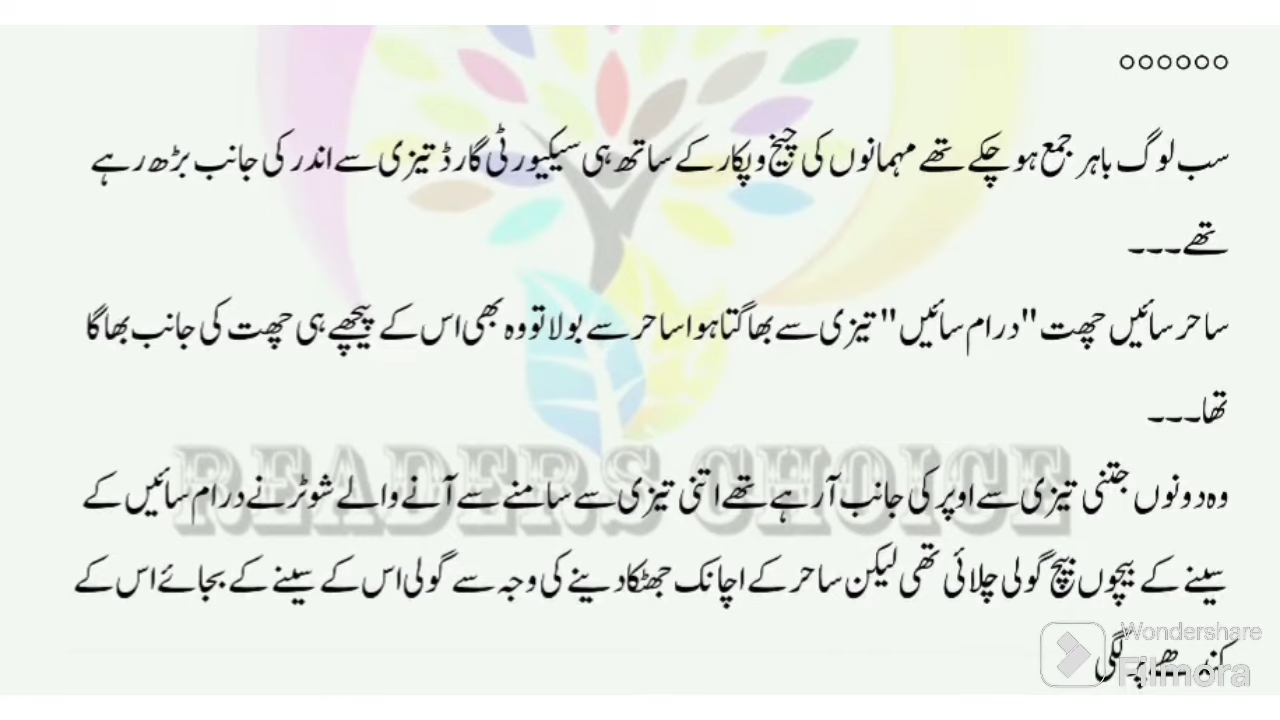 ○○○○○○
سب لوگ باہر جمع ہو چکے تھے مہمانوں کی چیخ و پکار کے ساتھ ہی سیکیورٹی گارڈ تیزی سے اندر کی جانب بڑھ رہے
تھے۔۔۔
ساحر سائیں چھت "درام سائیں" تیزی سے بھاگتا ہوا ساحر سے بولا تو وہ بھی اس کے پیچھے ہی چھت کی جانب بھاگا
تھا۔۔۔
READERS CHOICE
وہ دونوں جتنی تیزی سے اوپر کی جانب آرہے تھے اتنی تیزی سے سامنے سے آنے والے شوٹر نے درام سائیں کے
سینے کے بیچوں بیچ گولی چلائی تھی لیکن ساحر کے اچانک جھٹکا دینے کی وجہ سے گولی اس کے سینے کے بجائے اس کے
کندھے پر لگی
Wondershare
Filmora